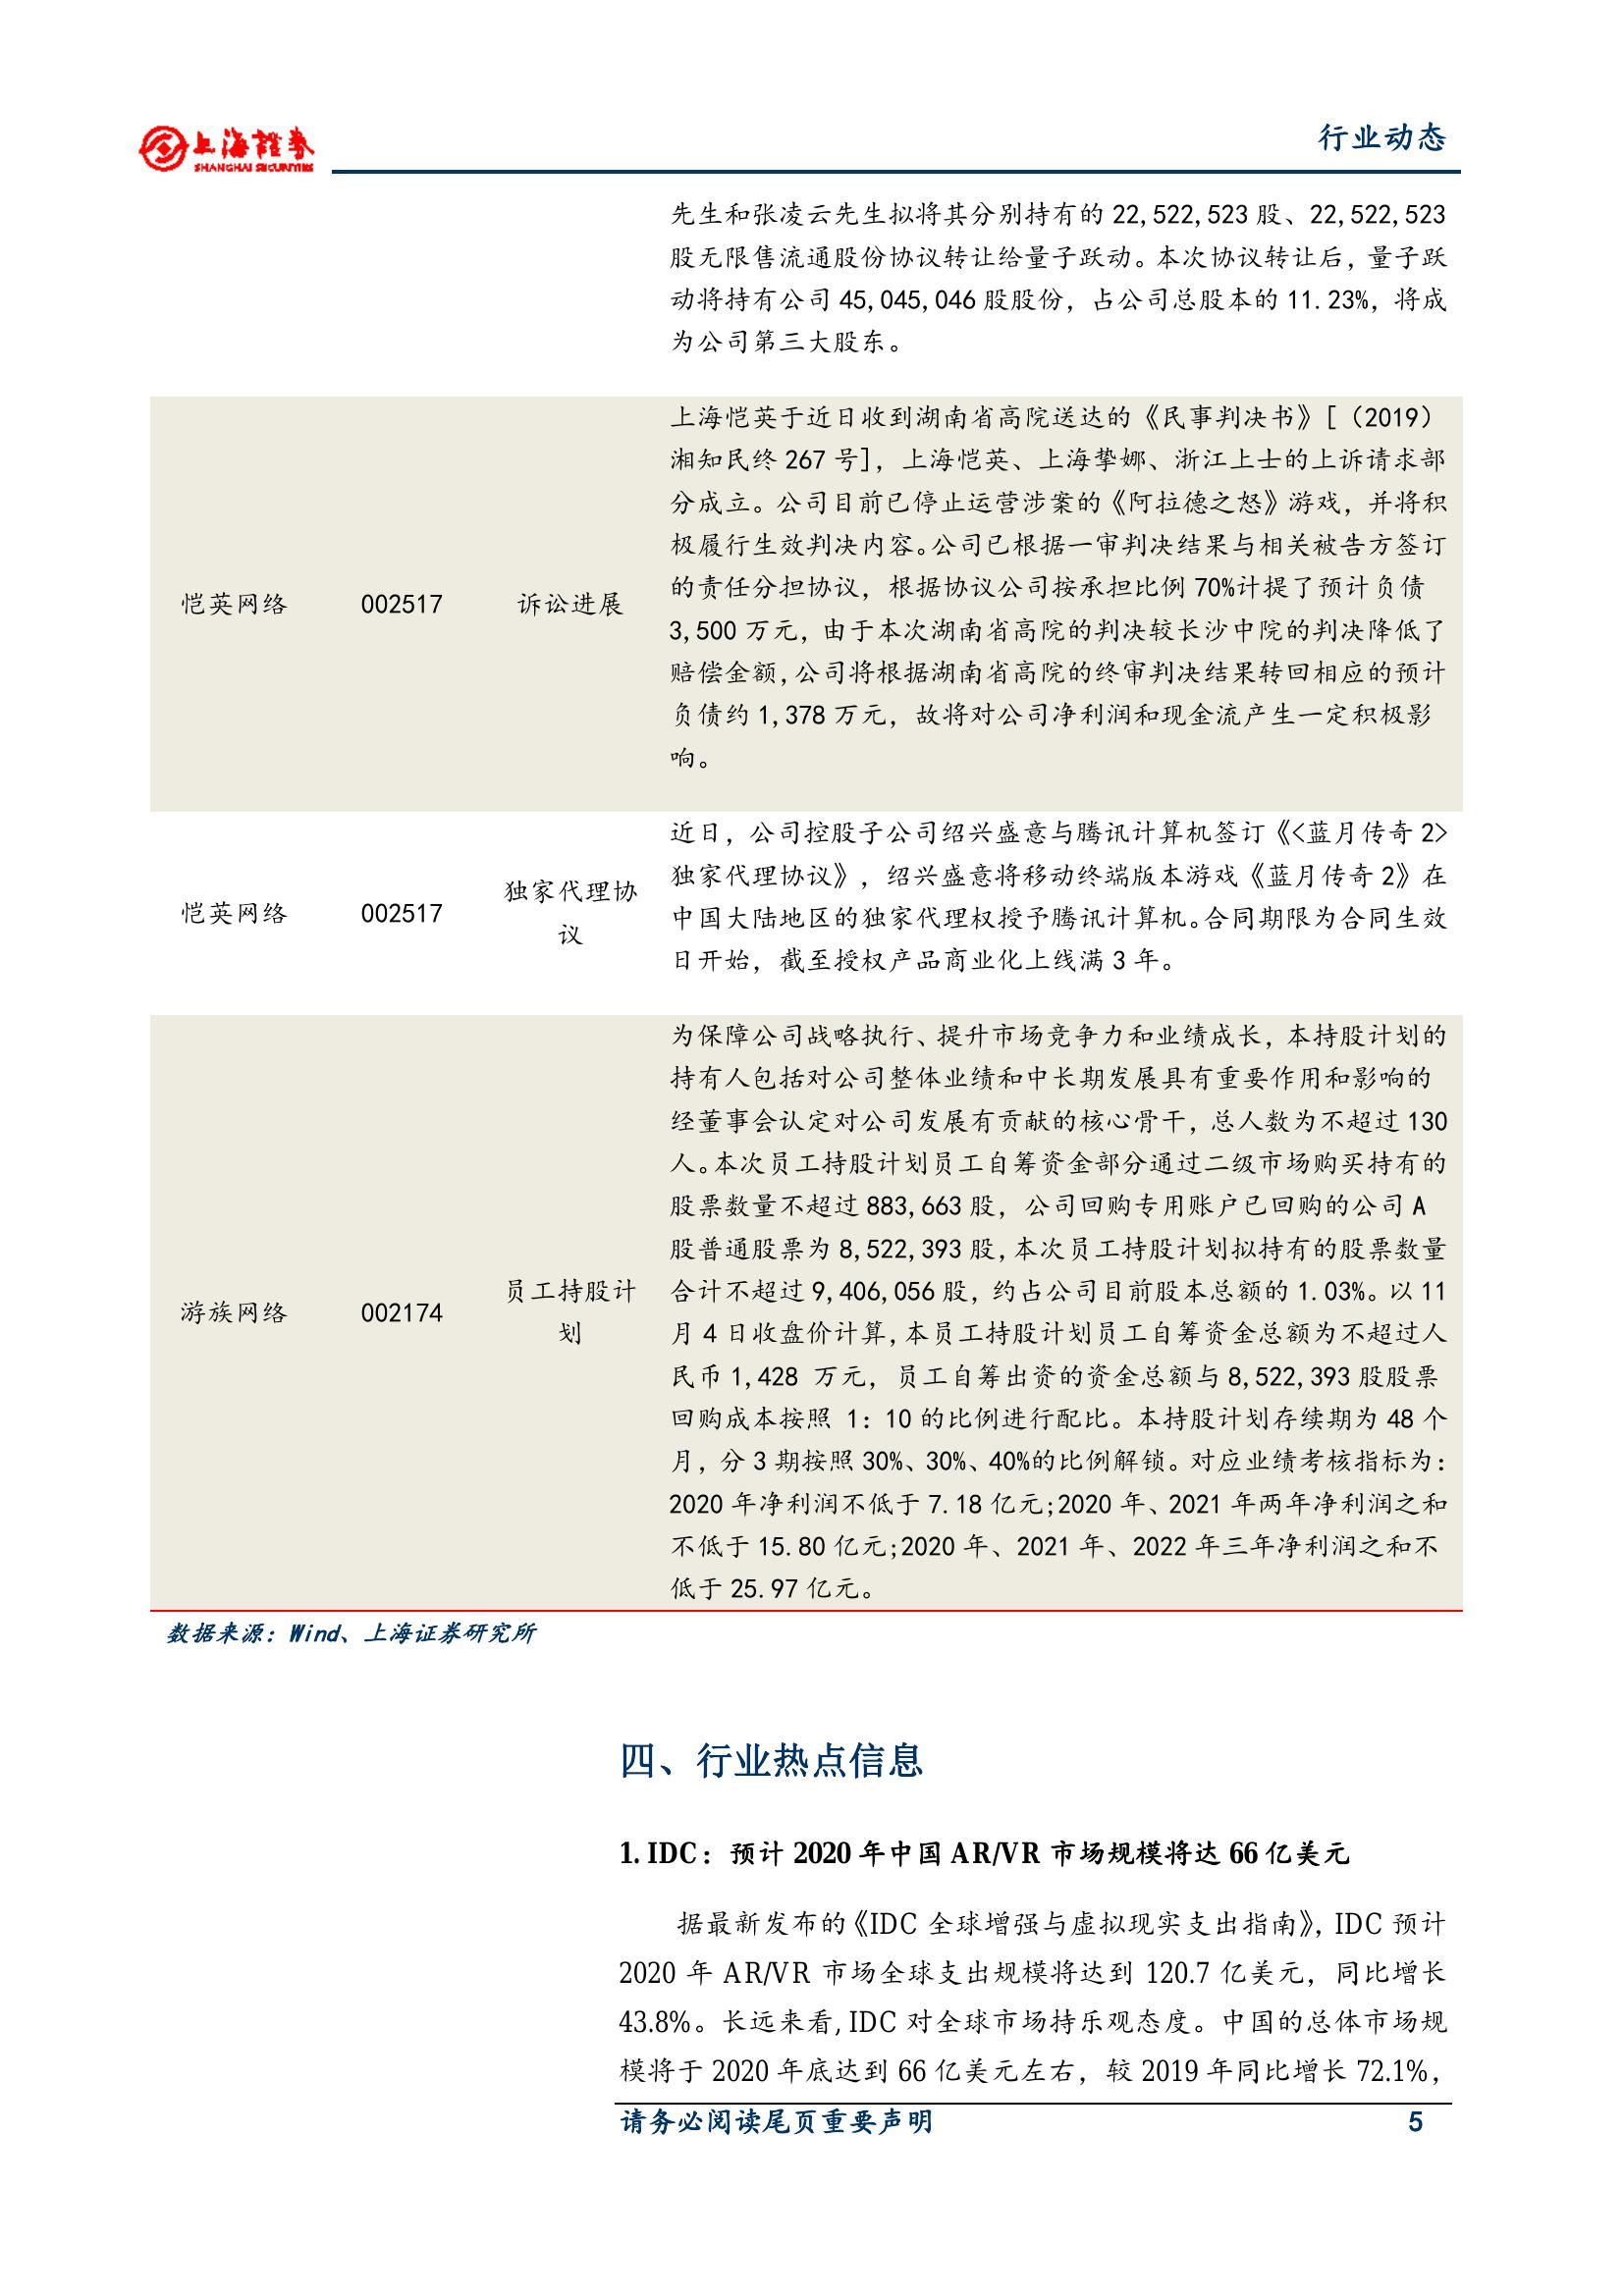 上海證券
SHANGHAI SECURITIES
行业动态
先生和张凌云先生拟将其分别持有的 22,522,523 股、22,522,523
股无限售流通股份协议转让给量子跃动。本次协议转让后，量子跃
动将持有公司 45,045,046 股股份，占公司总股本的 11.23%，将成
为公司第三大股东。
恺英网络
002517
诉讼进展
上海恺英于近日收到湖南省高院送达的《民事判决书》[（2019）
湘知民终 267 号]，上海恺英、上海挚娜、浙江上士的上诉请求部
分成立。公司目前已停止运营涉案的《阿拉德之怒》游戏，并将积
极履行生效判决内容。公司已根据一审判决结果与相关被告方签订
的责任分担协议，根据协议公司按承担比例 70%计提了预计负债
3,500 万元，由于本次湖南省高院的判决较长沙中院的判决降低了
赔偿金额,公司将根据湖南省高院的终审判决结果转回相应的预计
负债约 1,378 万元，故将对公司净利润和现金流产生一定积极影
响。
恺英网络
002517
独家代理协
议
近日，公司控股子公司绍兴盛意与腾讯计算机签订《<蓝月传奇 2>
独家代理协议》，绍兴盛意将移动终端版本游戏《蓝月传奇 2》在
中国大陆地区的独家代理权授予腾讯计算机。合同期限为合同生效
日开始，截至授权产品商业化上线满 3 年。
游族网络
002174
员工持股计
划
为保障公司战略执行、提升市场竞争力和业绩成长，本持股计划的
持有人包括对公司整体业绩和中长期发展具有重要作用和影响的
经董事会认定对公司发展有贡献的核心骨干，总人数为不超过 130
人。本次员工持股计划员工自筹资金部分通过二级市场购买持有的
股票数量不超过 883,663 股，公司回购专用账户已回购的公司 A
股普通股票为 8,522,393 股,本次员工持股计划拟持有的股票数量
合计不超过 9,406,056 股，约占公司目前股本总额的 1.03%。以 11
月 4 日收盘价计算,本员工持股计划员工自筹资金总额为不超过人
民币 1,428 万元，员工自筹出资的资金总额与 8,522,393 股股票
回购成本按照 1：10 的比例进行配比。本持股计划存续期为 48 个
月，分 3 期按照 30%、30%、40%的比例解锁。对应业绩考核指标为：
2020 年净利润不低于 7.18 亿元;2020 年、2021 年两年净利润之和
不低于 15.80 亿元;2020 年、2021 年、2022 年三年净利润之和不
低于 25.97 亿元。
数据来源：Wind、上海证券研究所
四、行业热点信息
1. IDC：预计 2020 年中国 AR/VR 市场规模将达 66 亿美元
据最新发布的《IDC 全球增强与虚拟现实支出指南》，IDC 预计
2020 年 AR/VR 市场全球支出规模将达到 120.7 亿美元，同比增长
43.8%。长远来看，IDC 对全球市场持乐观态度。中国的总体市场规
模将于 2020 年底达到 66 亿美元左右，较 2019 年同比增长 72.1%，
请务必阅读尾页重要声明
5